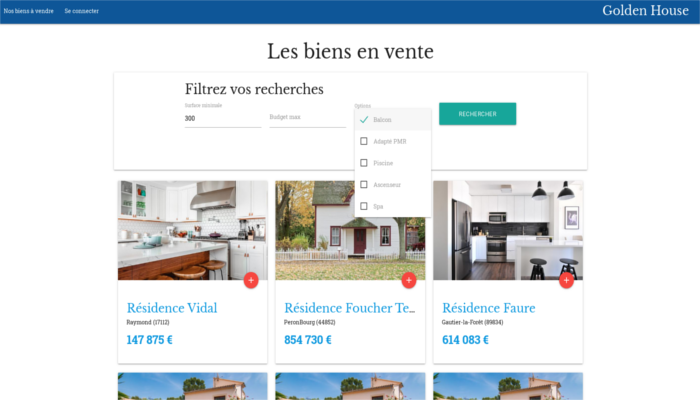 Nos biens à vendre Se connecter Golden House
Les biens en vente
Filtrez vos recherches
Surface minimale
300
Budget max
Options
Balcon
Adapté PMR
Piscine
Ascenseur
Spa
RECHERCHER
Résidence Vidal
Raymond (17112)
147 875 €
Résidence Foucher Te...
PeronBourg (44852)
854 730 €
Résidence Faure
Gautier-la-Forêt (89834)
614 083 €